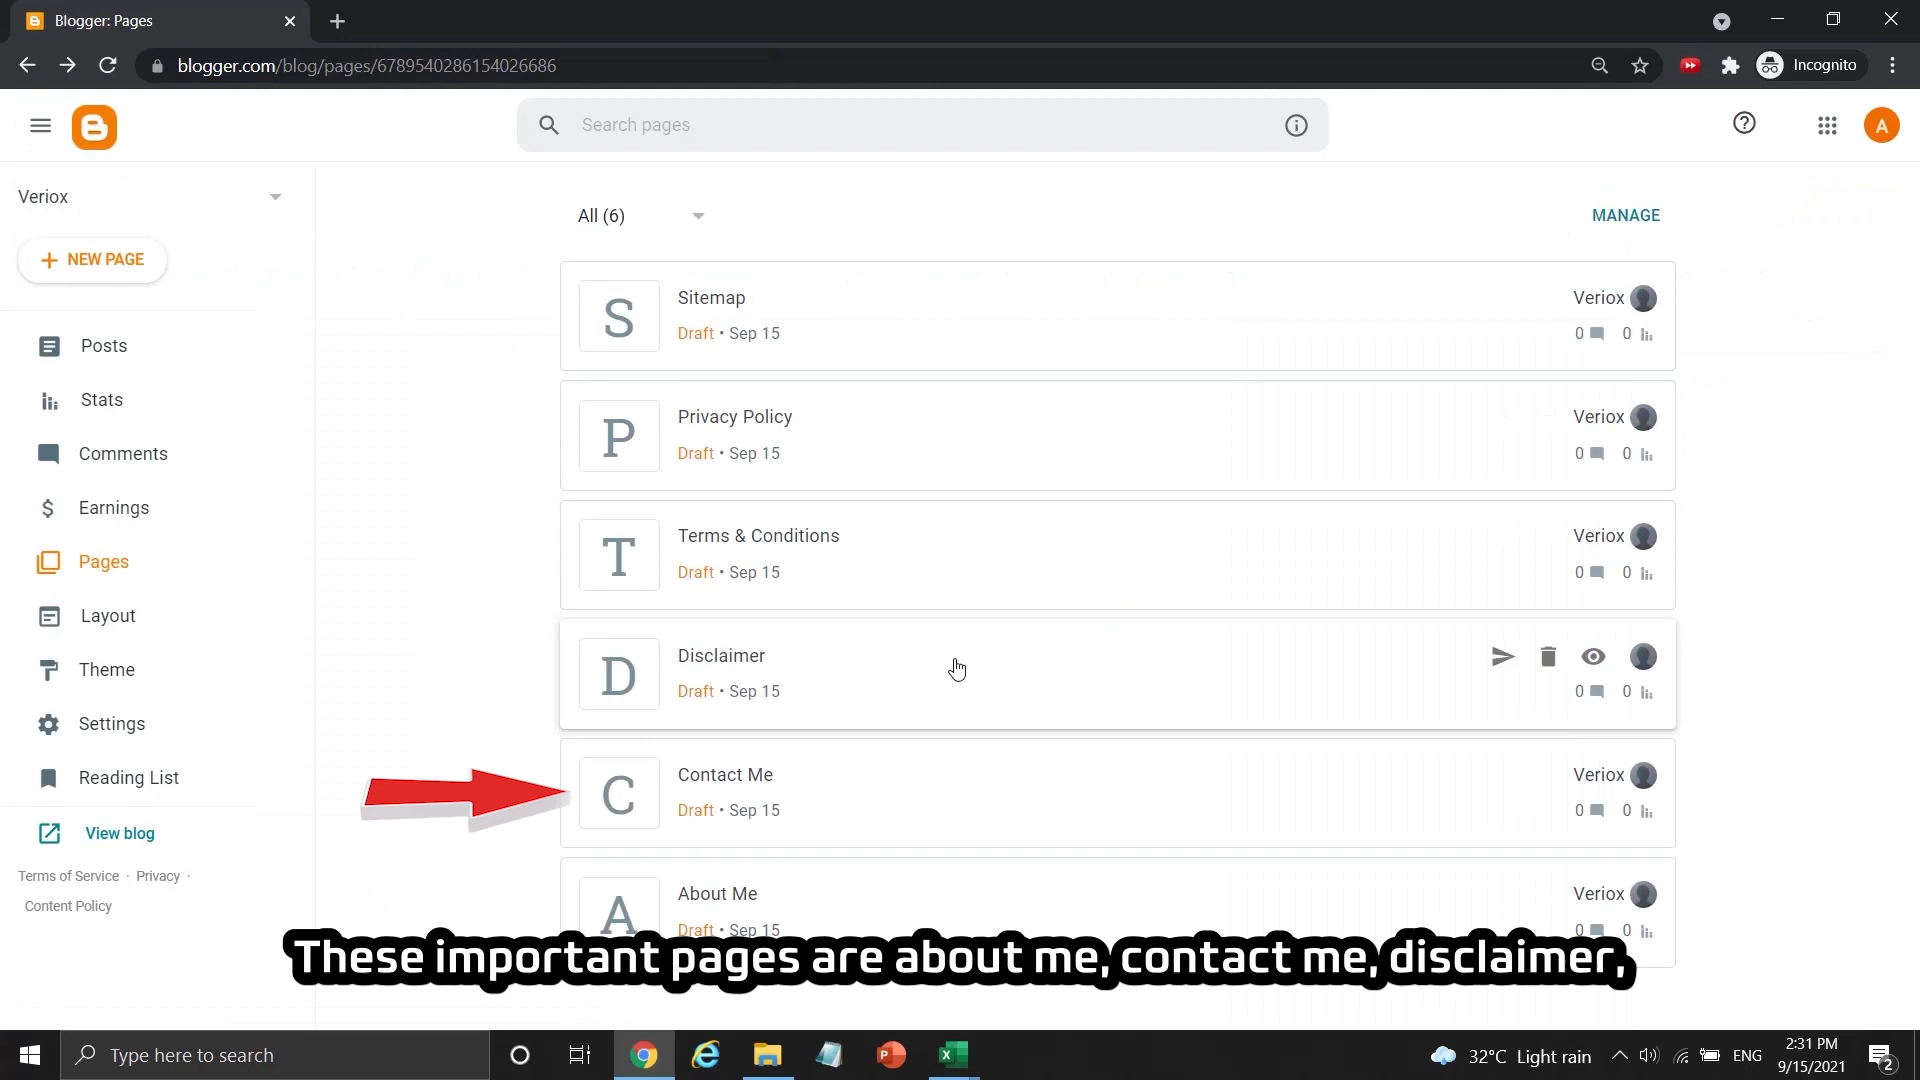 Blogger: Pages
blogger.com/blog/pages/6789540286154026686
Incognito
Search pages
A
Veriox
All (6)
MANAGE
NEW PAGE
Posts
Stats
Comments
Earnings
Pages
Layout
Theme
Settings
Reading List
View blog
Terms of Service · Privacy ·
Content Policy
S
Sitemap
Veriox
Draft • Sep 15
0 0
P
Privacy Policy
Veriox
Draft • Sep 15
0 0
T
Terms & Conditions
Veriox
Draft • Sep 15
0 0
D
Disclaimer
Draft • Sep 15
0 0
C
Contact Me
Veriox
Draft • Sep 15
0 0
A
About Me
Veriox
Draft • Sep 15
0 0
These important pages are about me, contact me, disclaimer,
Type here to search
32°C Light rain
ENG
2:31 PM
9/15/2021
2